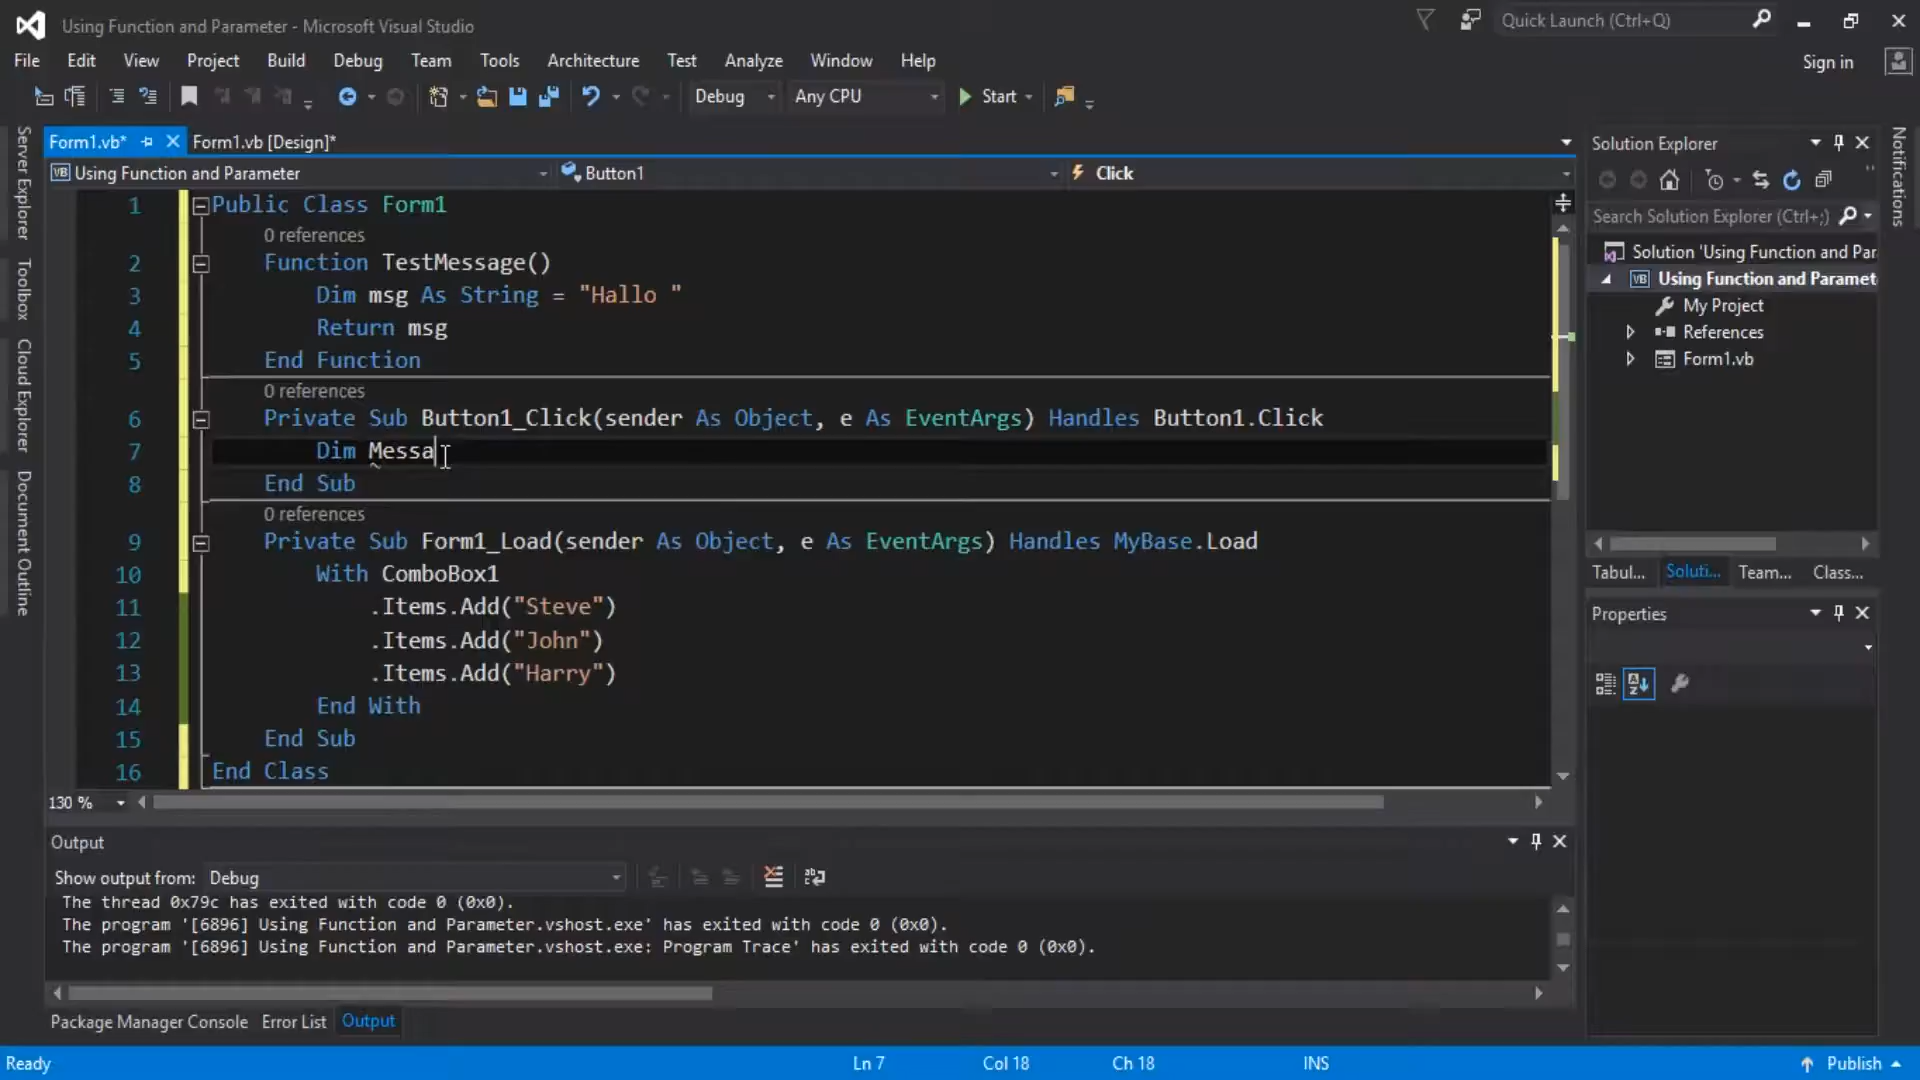 Using Function and Parameter - Microsoft Visual Studio
Quick Launch (Ctrl+Q)
File Edit View Project Build Debug Team Tools Architecture Test Analyze Window Help
Sign in
Debug Any CPU Start
Form1.vb* Form1.vb [Design]*
Using Function and Parameter Button1 Click
Server Explorer
Toolbox
Cloud Explorer
Document Outline
1 Public Class Form1
0 references
2 Function TestMessage()
3 Dim msg As String = "Hallo "
4 Return msg
5 End Function
0 references
6 Private Sub Button1_Click(sender As Object, e As EventArgs) Handles Button1.Click
7 Dim Messa
8 End Sub
0 references
9 Private Sub Form1_Load(sender As Object, e As EventArgs) Handles MyBase.Load
10 With ComboBox1
11 .Items.Add("Steve")
12 .Items.Add("John")
13 .Items.Add("Harry")
14 End With
15 End Sub
16 End Class
130 %
Output
Show output from: Debug
The thread 0x79c has exited with code 0 (0x0).
The program '[6896] Using Function and Parameter.vshost.exe' has exited with code 0 (0x0).
The program '[6896] Using Function and Parameter.vshost.exe: Program Trace' has exited with code 0 (0x0).
Package Manager Console Error List Output
Solution Explorer
Search Solution Explorer (Ctrl+;)
Solution 'Using Function and Par
VB Using Function and Paramet
My Project
References
Form1.vb
Tabul... Soluti... Team... Class...
Properties
Notifications
Ready Ln 7 Col 18 Ch 18 INS Publish